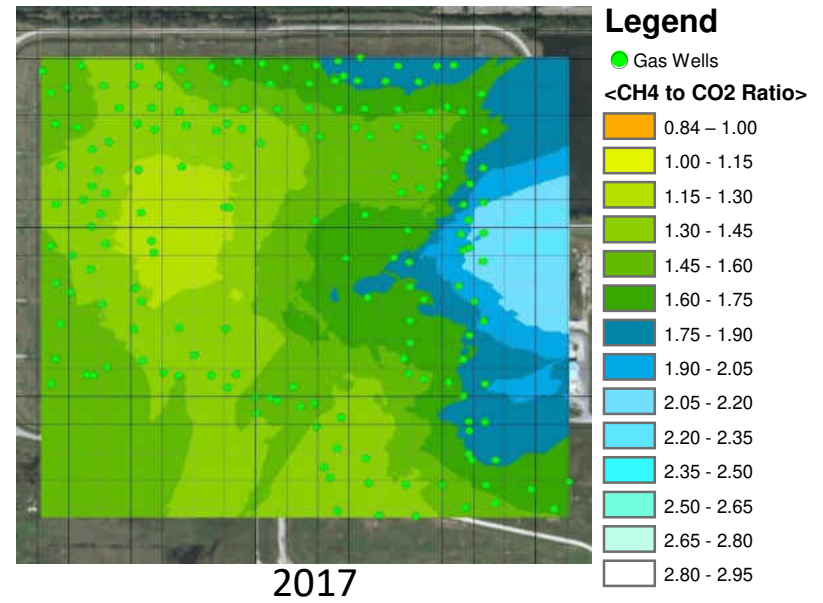 Legend
Gas Wells
<CH4 to CO2 Ratio>
0.84 – 1.00
1.00 - 1.15
1.15 - 1.30
1.30 - 1.45
1.45 - 1.60
1.60 - 1.75
1.75 - 1.90
1.90 - 2.05
2.05 - 2.20
2.20 - 2.35
2.35 - 2.50
2.50 - 2.65
2.65 - 2.80
2.80 - 2.95
2017